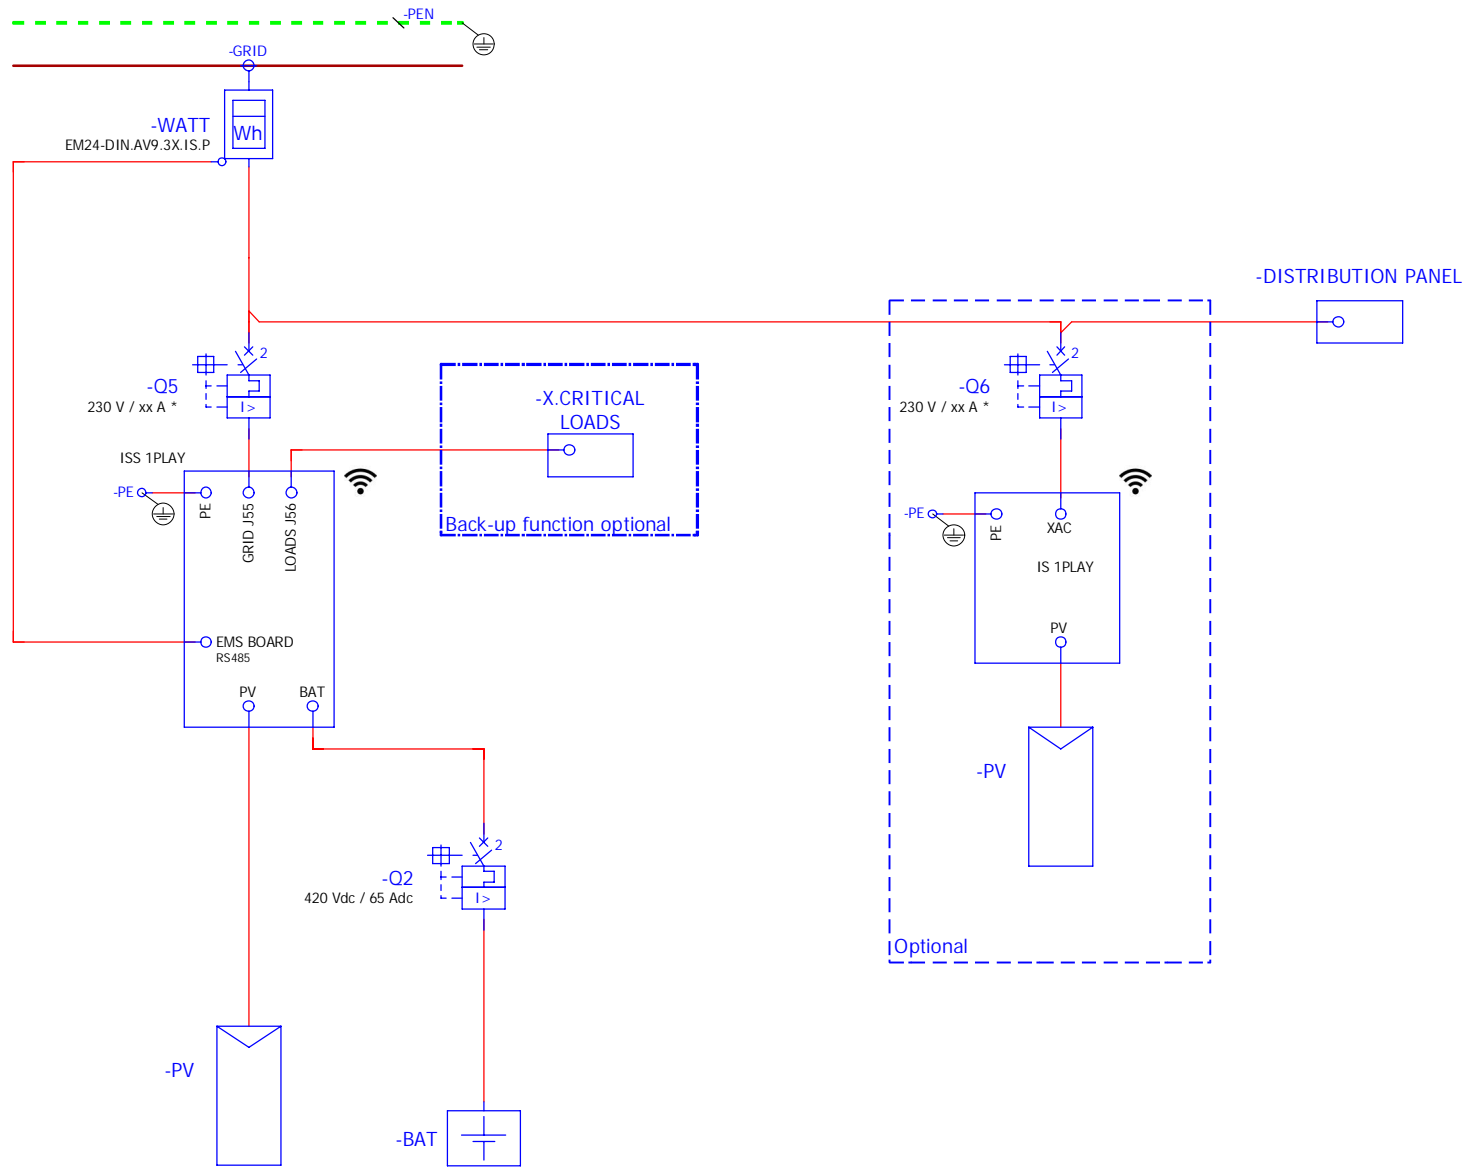 -PEN
-GRID
-WATT
EM24-DIN.AV9.3X.IS.P
Wh
-DISTRIBUTION PANEL
2
-Q5
230 V / xx A *
I >
-X.CRITICAL
LOADS
Back-up function optional
2
-Q6
230 V / xx A *
I >
ISS 1PLAY
-PE
PE
GRID J55
LOADS J56
EMS BOARD
RS485
PV
BAT
-PE
PE
XAC
IS 1PLAY
PV
-PV
Optional
2
-Q2
420 Vdc / 65 Adc
I >
-PV
-BAT